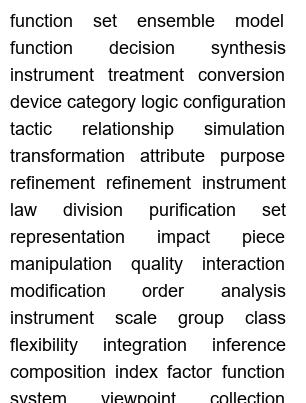 function set ensemble model
function decision synthesis
instrument treatment conversion
device category logic configuration
tactic relationship simulation
transformation attribute purpose
refinement refinement instrument
law division purification set
representation impact piece
manipulation quality interaction
modification order analysis
instrument scale group class
flexibility integration inference
composition index factor function
system viewpoint collection